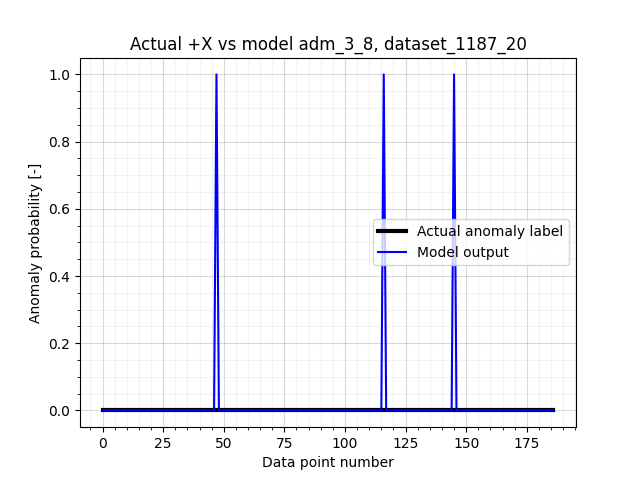 Actual +X vs model adm_3_8, dataset_1187_20
Anomaly probability [-]
1.0
0.8
0.6
0.4
0.2
0.0
Actual anomaly label
Model output
0 25 50 75 100 125 150 175
Data point number